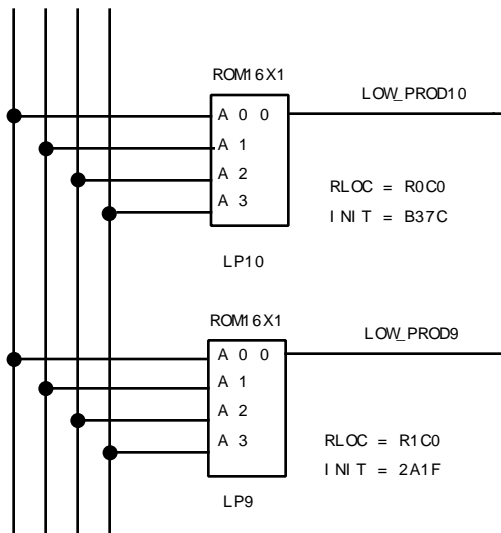 ROM16X1
LOW_PROD10
A 0 0
A 1
A 2
A 3
RLOC = R0C0
INIT = B37C
LP10
ROM16X1
LOW_PROD9
A 0 0
A 1
A 2
A 3
RLOC = R1C0
INIT = 2A1F
LP9